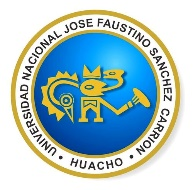 UNIVERSIDAD NACIONAL JOSE FAUSTINO SANCHEZ CARRION
• HUACHO •